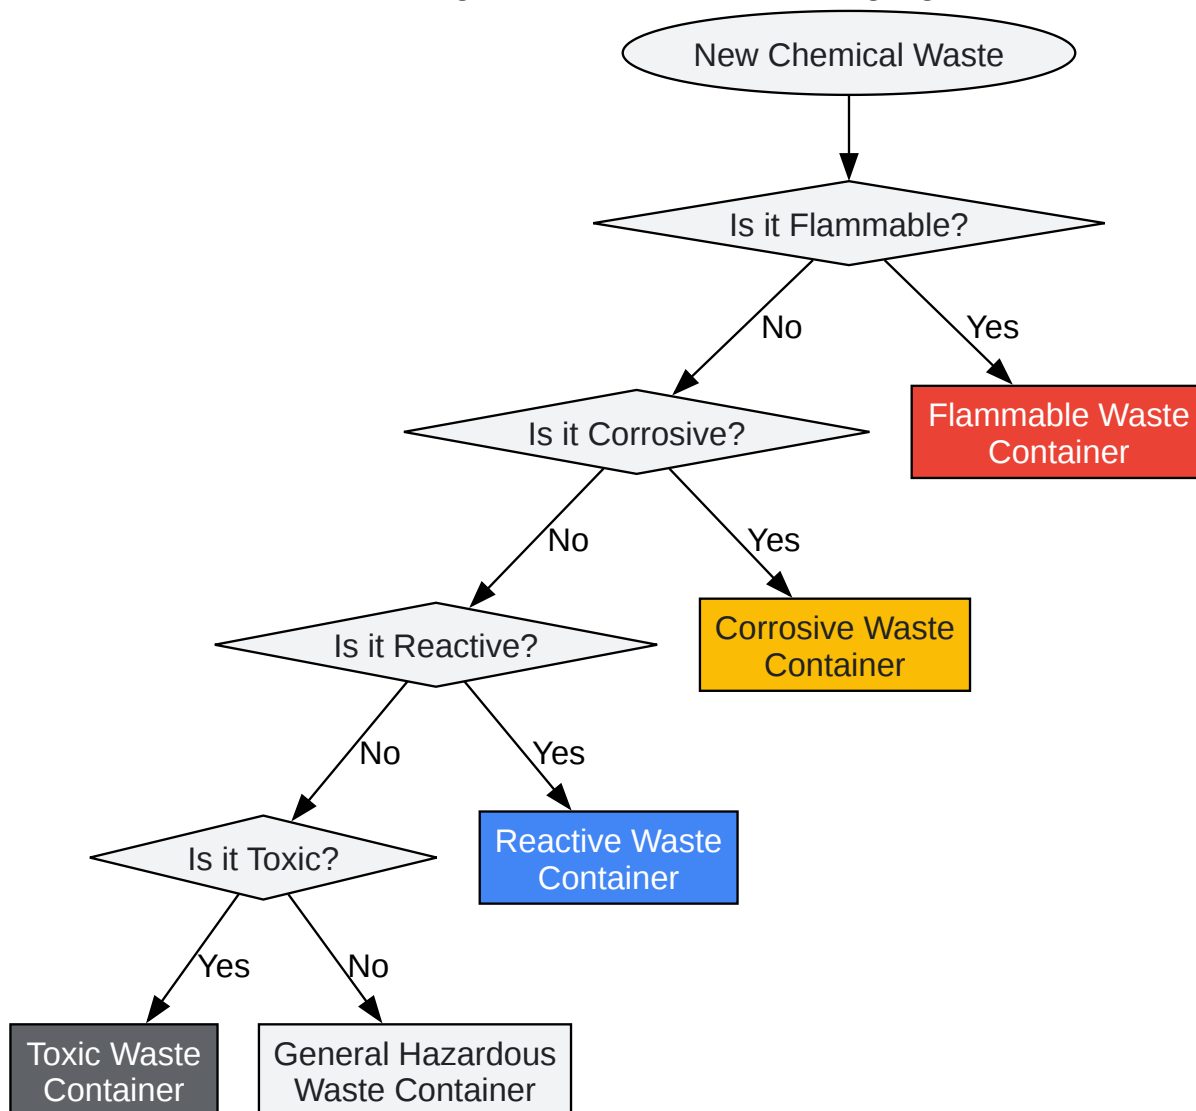 New Chemical Waste
Is it Flammable?
No
Yes
Flammable Waste
Container
Is it Corrosive?
No
Yes
Corrosive Waste
Container
Is it Reactive?
No
Yes
Reactive Waste
Container
Is it Toxic?
Yes
No
Toxic Waste
Container
General Hazardous
Waste Container